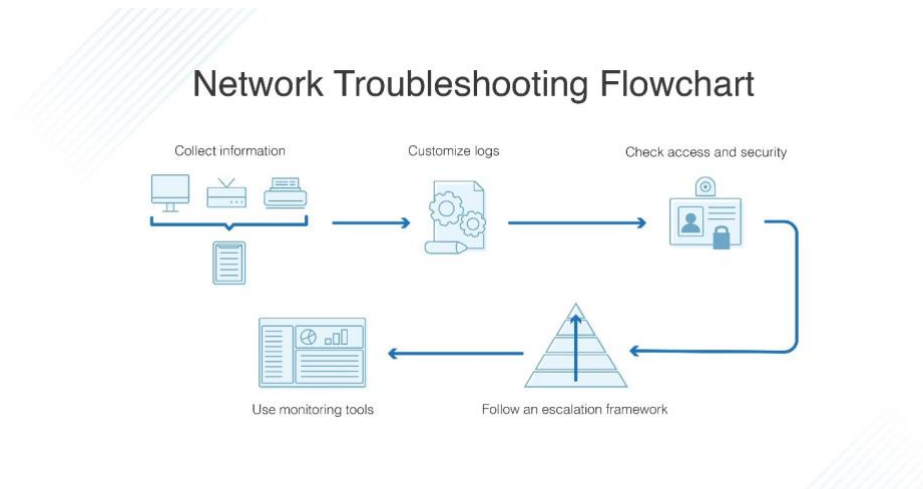 Network Troubleshooting Flowchart
Collect information
Customize logs
Check access and security
Follow an escalation framework
Use monitoring tools